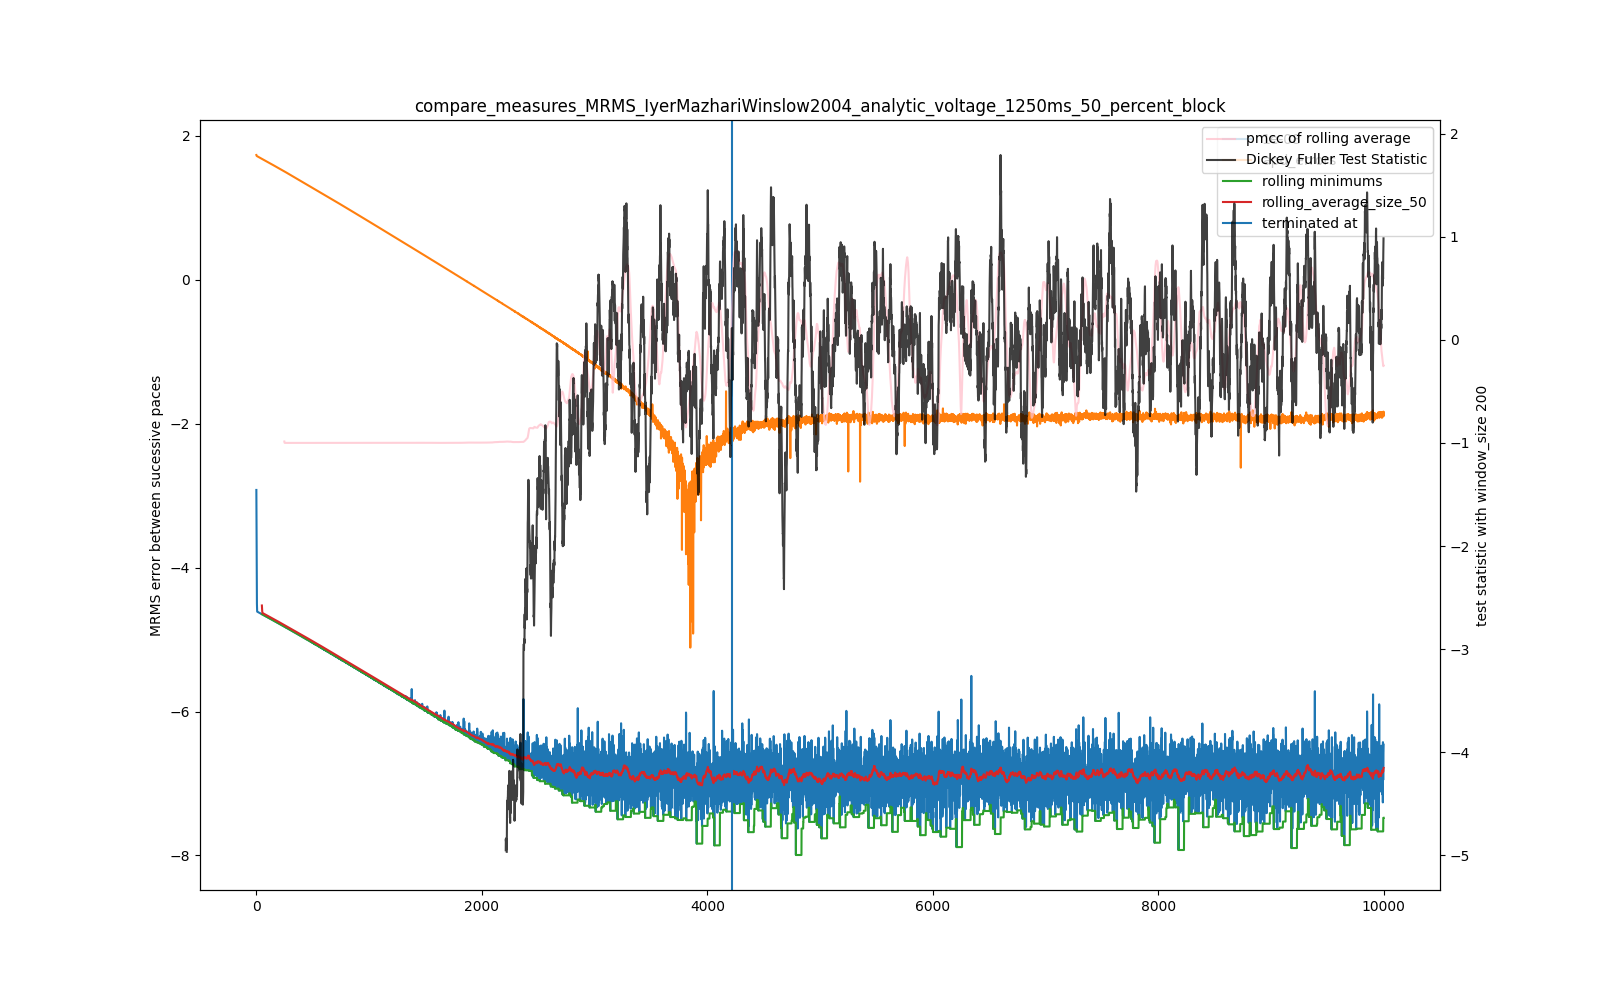 compare_measures_MRMS_IyerMazhariWinslow2004_analytic_voltage_1250ms_50_percent_block
pmcc of rolling average
Dickey Fuller Test Statistic
rolling minimums
rolling_average_size_50
terminated at
MRMS error between sucessive paces
test statistic with window_size 200
2
0
−2
−4
−6
−8
2
1
0
−1
−2
−3
−4
−5
0
2000
4000
6000
8000
10000